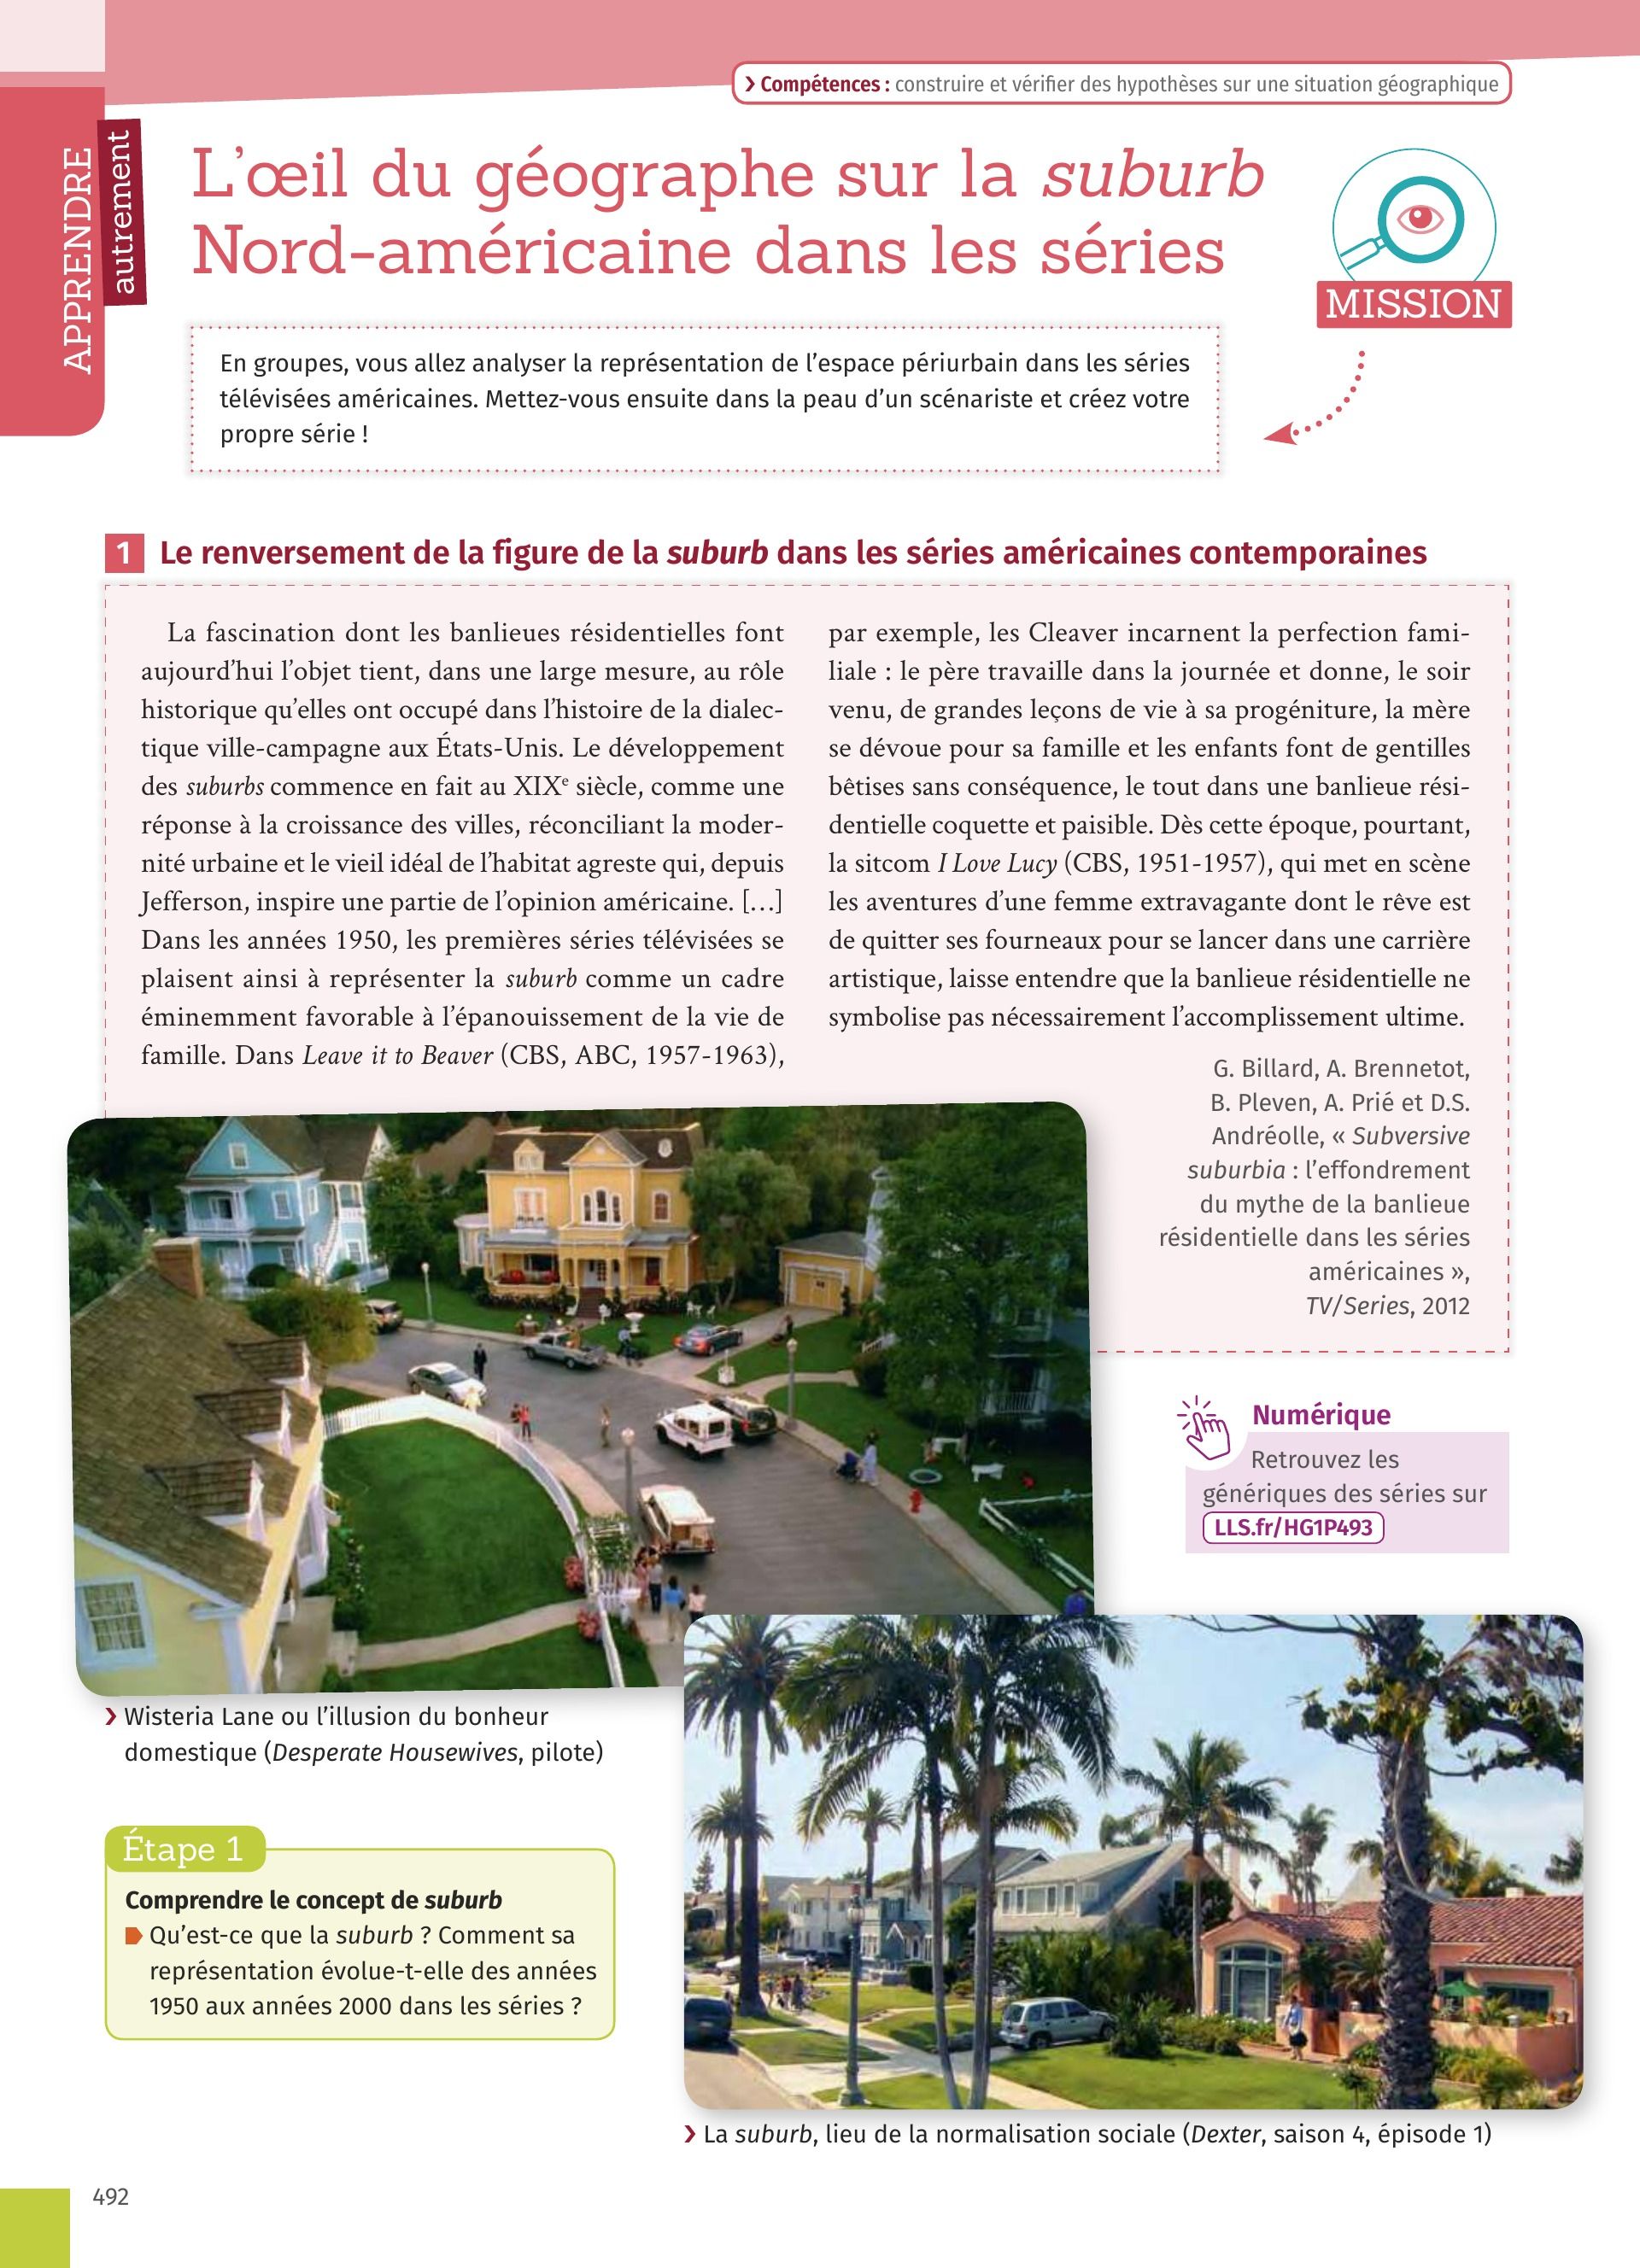 › Compétences : construire et vérifier des hypothèses sur une situation géographique
APPRENDRE
autrement
L’œil du géographe sur la suburb
Nord-américaine dans les séries
MISSION
En groupes, vous allez analyser la représentation de l’espace périurbain dans les séries
télévisées américaines. Mettez-vous ensuite dans la peau d’un scénariste et créez votre
propre série !
1 Le renversement de la figure de la suburb dans les séries américaines contemporaines
La fascination dont les banlieues résidentielles font
aujourd’hui l’objet tient, dans une large mesure, au rôle
historique qu’elles ont occupé dans l’histoire de la dialec-
tique ville-campagne aux États-Unis. Le développement
des suburbs commence en fait au XIXe siècle, comme une
réponse à la croissance des villes, réconciliant la moder-
nité urbaine et le vieil idéal de l’habitat agreste qui, depuis
Jefferson, inspire une partie de l’opinion américaine. […]
Dans les années 1950, les premières séries télévisées se
plaisent ainsi à représenter la suburb comme un cadre
éminemment favorable à l’épanouissement de la vie de
famille. Dans Leave it to Beaver (CBS, ABC, 1957-1963),
par exemple, les Cleaver incarnent la perfection fami-
liale : le père travaille dans la journée et donne, le soir
venu, de grandes leçons de vie à sa progéniture, la mère
se dévoue pour sa famille et les enfants font de gentilles
bêtises sans conséquence, le tout dans une banlieue rési-
dentielle coquette et paisible. Dès cette époque, pourtant,
la sitcom I Love Lucy (CBS, 1951-1957), qui met en scène
les aventures d’une femme extravagante dont le rêve est
de quitter ses fourneaux pour se lancer dans une carrière
artistique, laisse entendre que la banlieue résidentielle ne
symbolise pas nécessairement l’accomplissement ultime.
G. Billard, A. Brennetot,
B. Pleven, A. Prié et D.S.
Andréolle, « Subversive
suburbia : l’effondrement
du mythe de la banlieue
résidentielle dans les séries
américaines »,
TV/Series, 2012
Numérique
Retrouvez les
génériques des séries sur
LLS.fr/HG1P493
› Wisteria Lane ou l’illusion du bonheur
domestique (Desperate Housewives, pilote)
Étape 1
Comprendre le concept de suburb
Qu’est-ce que la suburb ? Comment sa
représentation évolue-t-elle des années
1950 aux années 2000 dans les séries ?
› La suburb, lieu de la normalisation sociale (Dexter, saison 4, épisode 1)
492